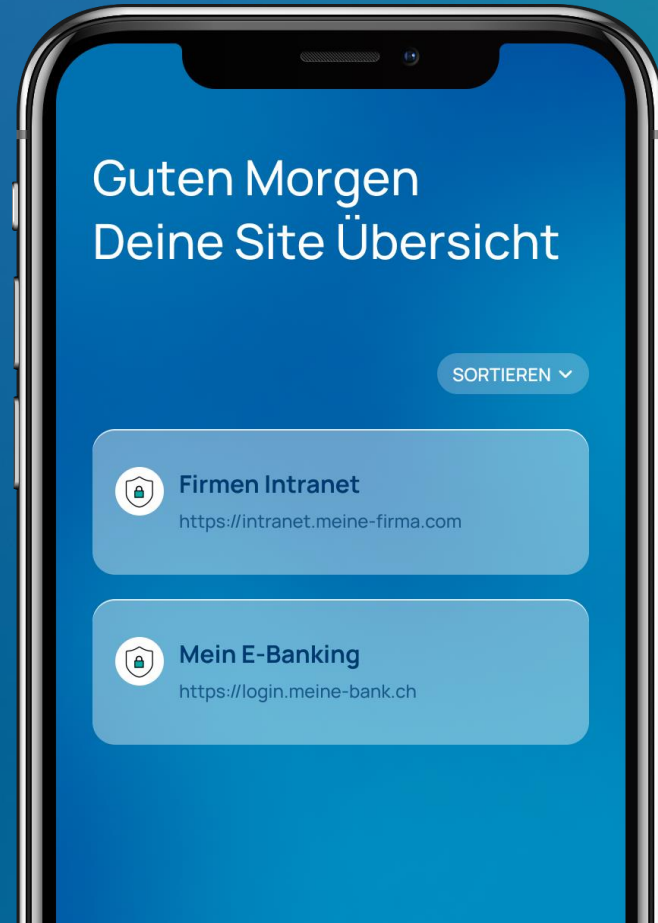 Guten Morgen
Deine Site Übersicht
SORTIEREN
Firmen Intranet
https://intranet.meine-firma.com
Mein E-Banking
https://login.meine-bank.ch